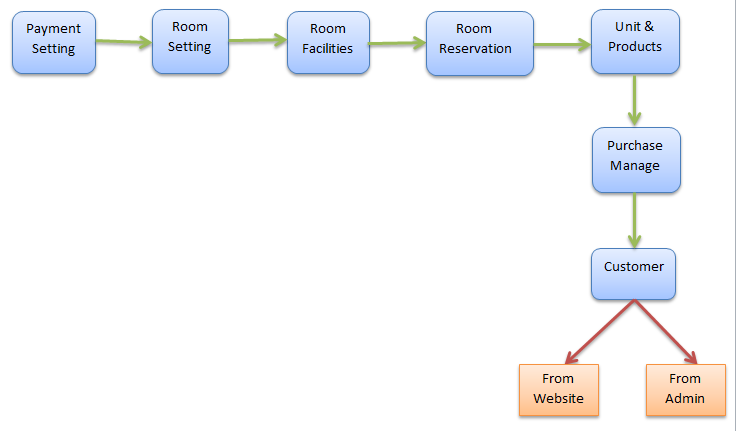 Payment
Setting
Room
Setting
Room
Facilities
Room
Reservation
Unit &
Products
Purchase
Manage
Customer
From
Website
From
Admin